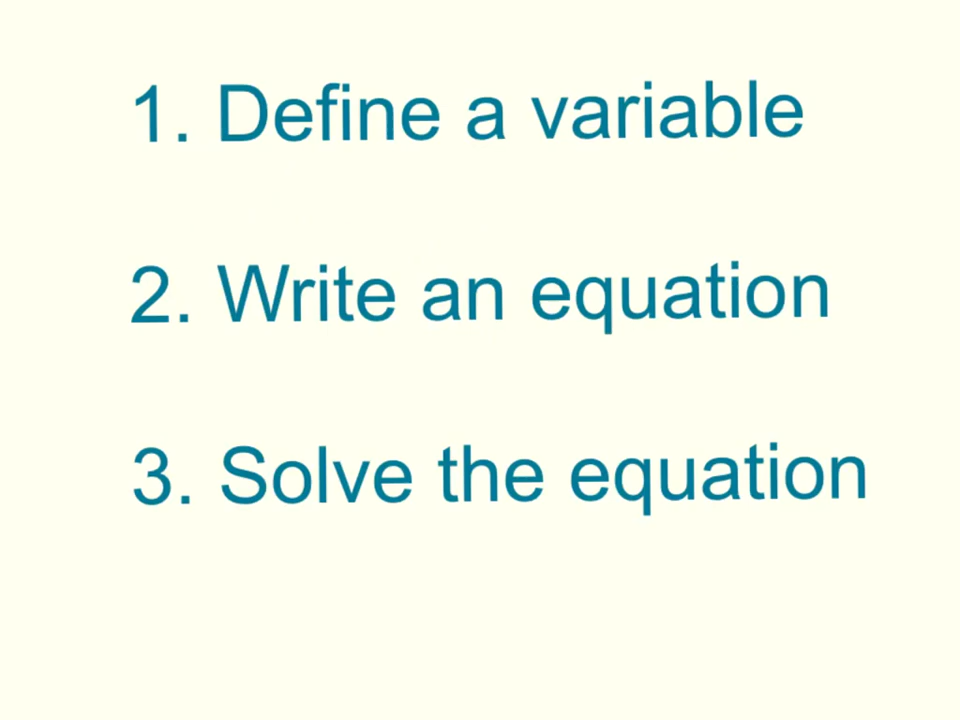 1. Define a variable
2. Write an equation
3. Solve the equation